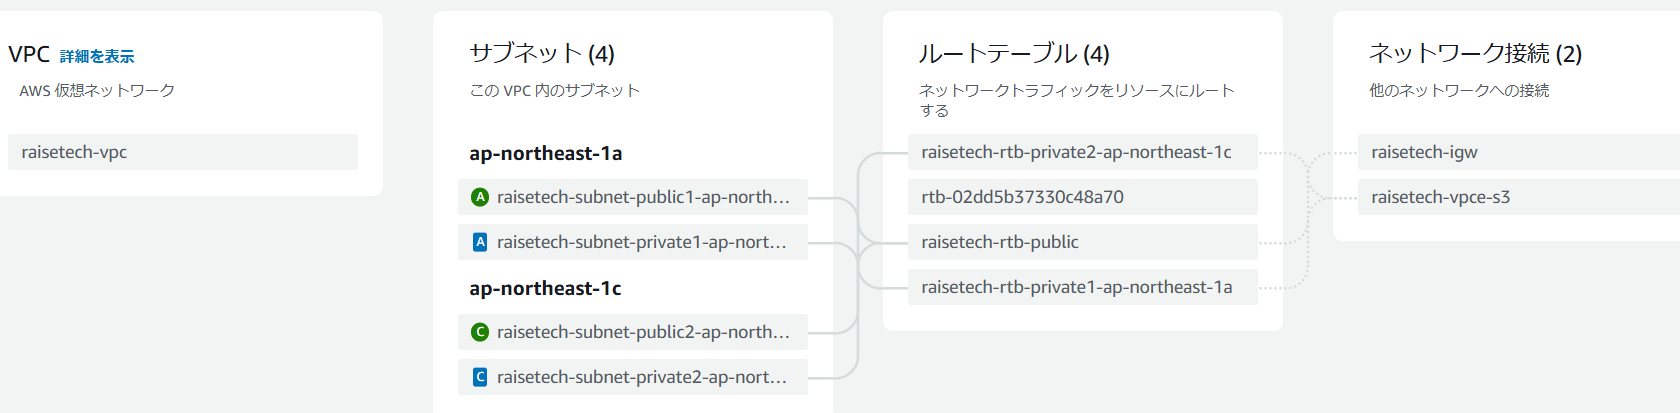 VPC 詳細を表示
AWS 仮想ネットワーク
raisetech-vpc
サブネット (4)
この VPC 内のサブネット
ap-northeast-1a
A raisetech-subnet-public1-ap-north...
A raisetech-subnet-private1-ap-nort...
ap-northeast-1c
C raisetech-subnet-public2-ap-north...
C raisetech-subnet-private2-ap-nort...
ルートテーブル (4)
ネットワークトラフィックをリソースにルート
する
raisetech-rtb-private2-ap-northeast-1c
rtb-02dd5b37330c48a70
raisetech-rtb-public
raisetech-rtb-private1-ap-northeast-1a
ネットワーク接続 (2)
他のネットワークへの接続
raisetech-igw
raisetech-vpce-s3